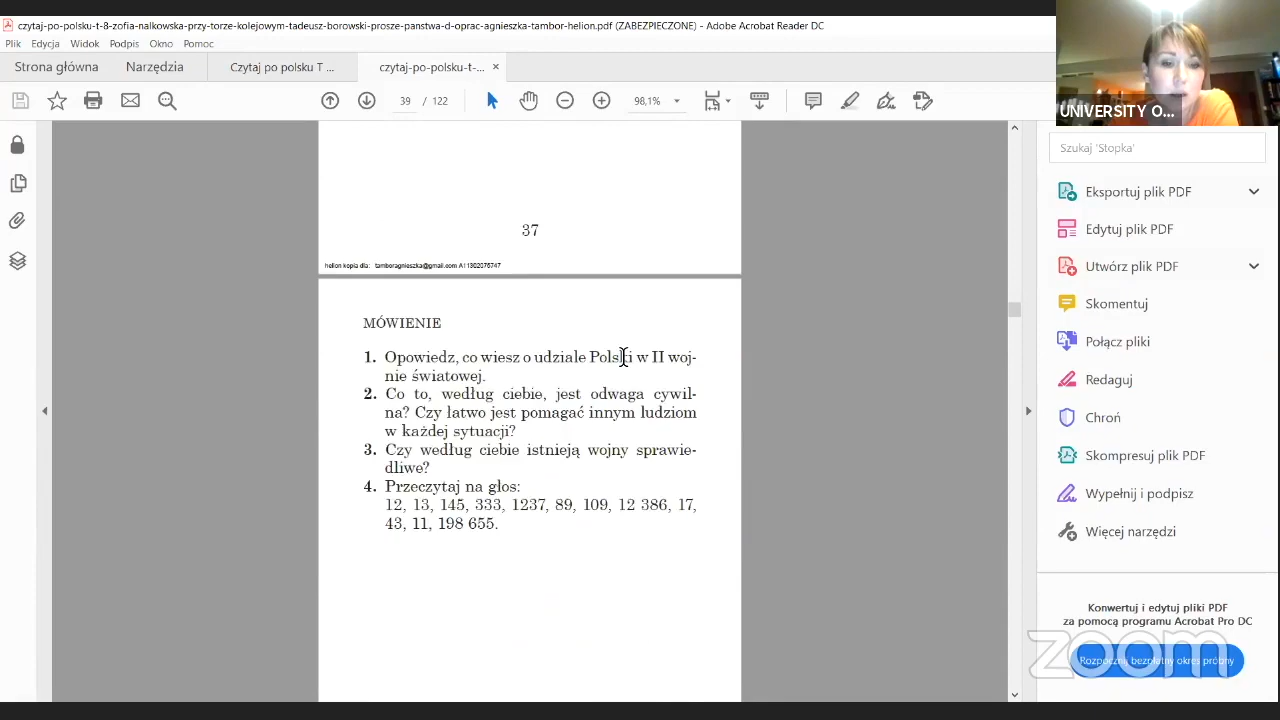 czytaj-po-polsku-t-8-zofia-nalkowska-przy-torze-kolejowym-tadeusz-borowski-prosze-panstwa-d-oprac-agnieszka-tambor-helion.pdf (ZABEZPIECZONE) - Adobe Acrobat Reader DC
Plik Edycja Widok Podpis Okno Pomoc
Strona główna Narzędzia Czytaj po polsku T ... czytaj-po-polsku-t-... ×
/ 122 98,1%
UNIVERSITY O...
Szukaj 'Stopka'
Eksportuj plik PDF
Edytuj plik PDF
Utwórz plik PDF
Skomentuj
Połącz pliki
Redaguj
Chroń
Skompresuj plik PDF
Wypełnij i podpisz
Więcej narzędzi
Konwertuj i edytuj pliki PDF
za pomocą programu Acrobat Pro DC
Rozpocznij bezpłatny okres próbny
zoom
37
helion kopia dla: tamboragnieszka@gmail.com A11302076747
MÓWIENIE
1. Opowiedz, co wiesz o udziale Polski w II woj-
nie światowej.
2. Co to, według ciebie, jest odwaga cywil-
na? Czy łatwo jest pomagać innym ludziom
w każdej sytuacji?
3. Czy według ciebie istnieją wojny sprawie-
dliwe?
4. Przeczytaj na głos:
12, 13, 145, 333, 1237, 89, 109, 12 386, 17,
43, 11, 198 655.